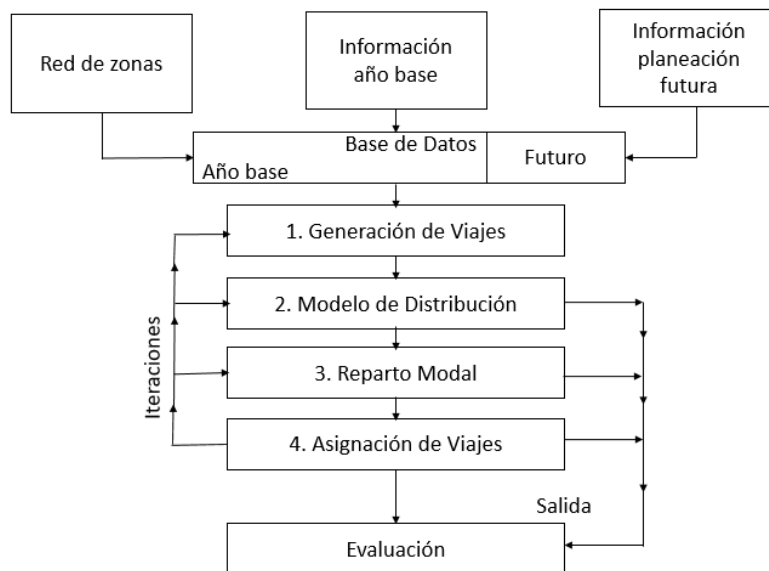 Red de zonas
Información
año base
Información
planeación
futura
Base de Datos
Año base
Futuro
1. Generación de Viajes
2. Modelo de Distribución
3. Reparto Modal
4. Asignación de Viajes
Iteraciones
Salida
Evaluación